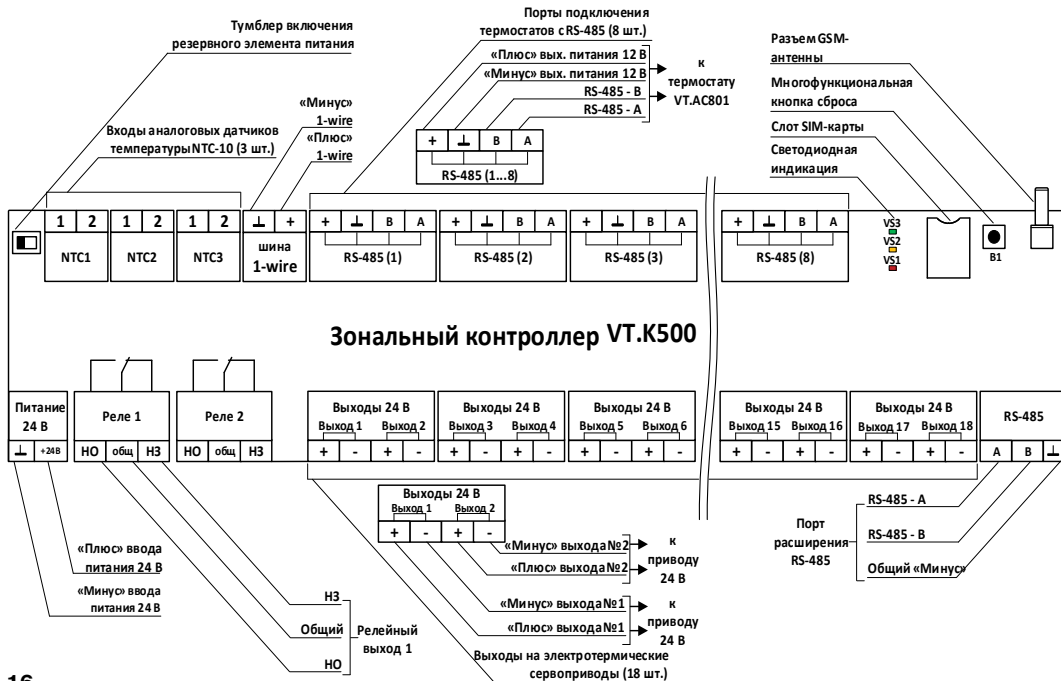 Тумблер включения
резервного элемента питания
Порты подключения
термостатов с RS-485 (8 шт.)
«Плюс» вых. питания 12 В
«Минус» вых. питания 12 В
RS-485 - B
RS-485 - A
к
термостату
VT.AC801
Разъем GSM-
антенны
Многофункциональная
кнопка сброса
Слот SIM-карты
Светодиодная
индикация
«Минус»
1-wire
«Плюс»
1-wire
Входы аналоговых датчиков
температуры NTC-10 (3 шт.)
+ ⊥ B A
RS-485 (1...8)
1 2 1 2 1 2 ⊥ + + ⊥ B A + ⊥ B A + ⊥ B A + ⊥ B A
NTC1 NTC2 NTC3 шина
1-wire RS-485 (1) RS-485 (2) RS-485 (3) RS-485 (8)
VS3
VS2
VS1
B1
Зональный контроллер VT.K500
Питание
24 В
Реле 1 Реле 2
Выходы 24 В Выходы 24 В Выходы 24 В Выходы 24 В Выходы 24 В RS-485
Выход 1 Выход 2 Выход 3 Выход 4 Выход 5 Выход 6 Выход 15 Выход 16 Выход 17 Выход 18
⊥ +24В НО общ НЗ НО общ НЗ + - + - + - + - + - + - + - + - + - + - A B ⊥
Выходы 24 В
Выход 1 Выход 2
+ - + -
«Минус» выхода №2
«Плюс» выхода №2
к
приводу
24 В
«Минус» выхода №1
«Плюс» выхода №1
к
приводу
24 В
RS-485 - A
RS-485 - B
Общий «Минус»
Порт
расширения
RS-485
«Плюс» ввода
питания 24 В
«Минус» ввода
питания 24 В
НЗ
Общий
НО
Релейный
выход 1
Выходы на электротермические
сервоприводы (18 шт.)
16